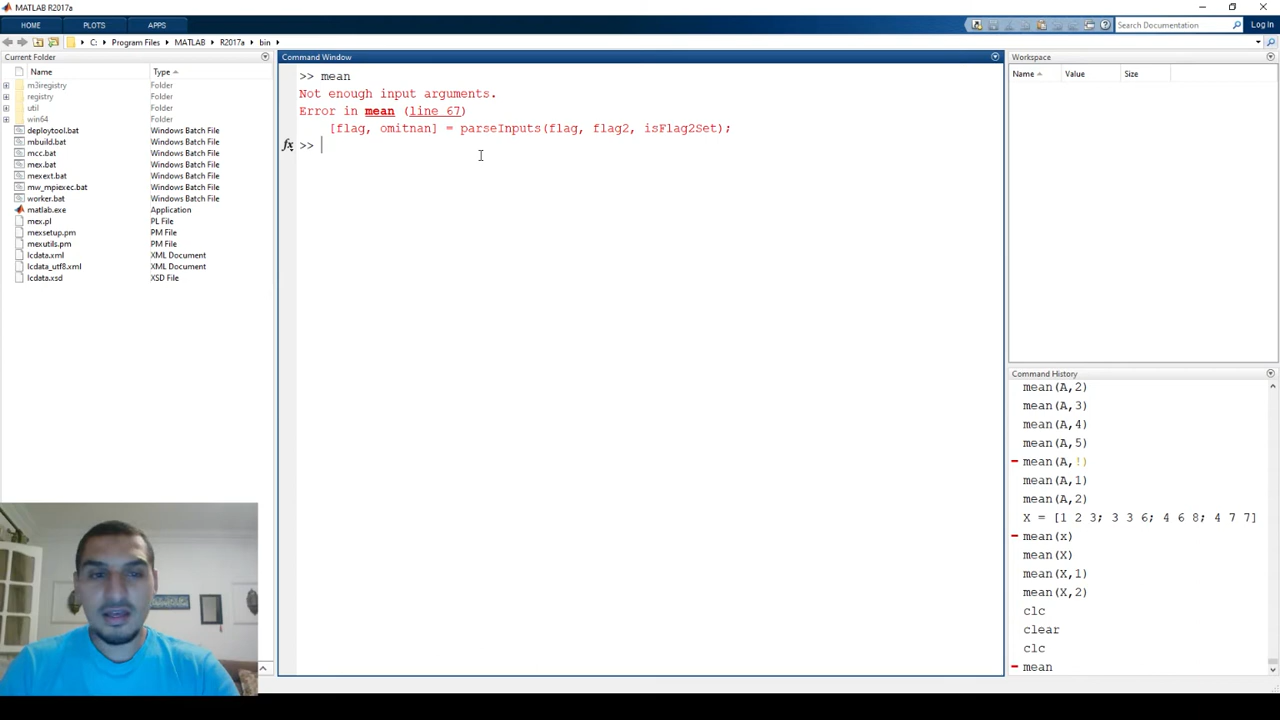 MATLAB R2017a
HOME
PLOTS
APPS
Search Documentation
Log In
C:
Program Files
MATLAB
R2017a
bin
Current Folder
Name
Type
m3iregistry
Folder
registry
Folder
util
Folder
win64
Folder
deploytool.bat
Windows Batch File
mbuild.bat
Windows Batch File
mcc.bat
Windows Batch File
mex.bat
Windows Batch File
mexext.bat
Windows Batch File
mw_mpiexec.bat
Windows Batch File
worker.bat
Windows Batch File
matlab.exe
Application
mex.pl
PL File
mexsetup.pm
PM File
mexutils.pm
PM File
lcdata.xml
XML Document
lcdata_utf8.xml
XML Document
lcdata.xsd
XSD File
Command Window
>> mean
Not enough input arguments.
Error in mean (line 67)
[flag, omitnan] = parseInputs(flag, flag2, isFlag2Set);
fx >>
Workspace
Name
Value
Size
Command History
mean(A,2)
mean(A,3)
mean(A,4)
mean(A,5)
mean(A,!)
mean(A,1)
mean(A,2)
X = [1 2 3; 3 3 6; 4 6 8; 4 7 7]
mean(x)
mean(X)
mean(X,1)
mean(X,2)
clc
clear
clc
mean